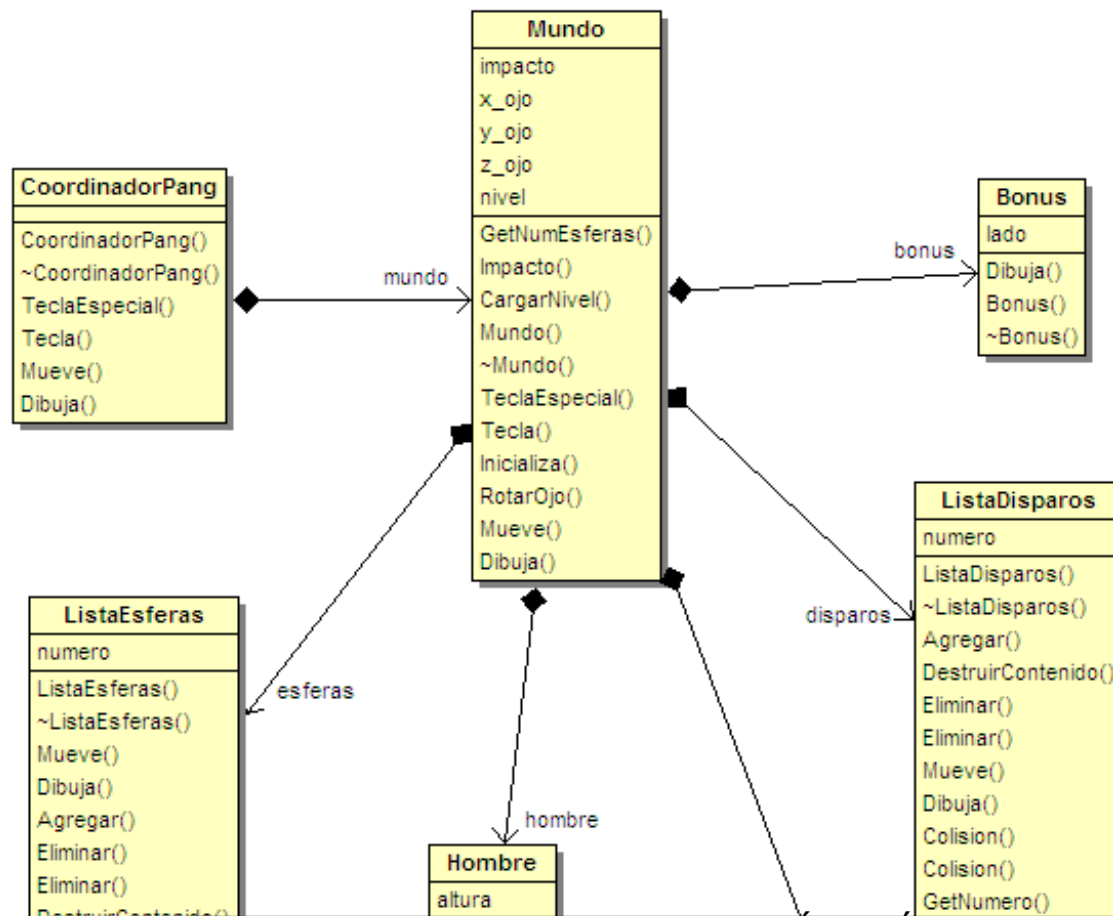 Mundo
impacto
x_ojo
y_ojo
z_ojo
nivel
GetNumEsferas()
Impacto()
CargarNivel()
Mundo()
~Mundo()
TeclaEspecial()
Tecla()
Inicializa()
RotarOjo()
Mueve()
Dibuja()
CoordinadorPang
CoordinadorPang()
~CoordinadorPang()
TeclaEspecial()
Tecla()
Mueve()
Dibuja()
mundo
bonus
Bonus
lado
Dibuja()
Bonus()
~Bonus()
disparos
ListaDisparos
numero
ListaDisparos()
~ListaDisparos()
Agregar()
DestruirContenido()
Eliminar()
Eliminar()
Mueve()
Dibuja()
Colision()
Colision()
GetNumero()
esferas
ListaEsferas
numero
ListaEsferas()
~ListaEsferas()
Mueve()
Dibuja()
Agregar()
Eliminar()
Eliminar()
DestruirContenido()
hombre
Hombre
altura